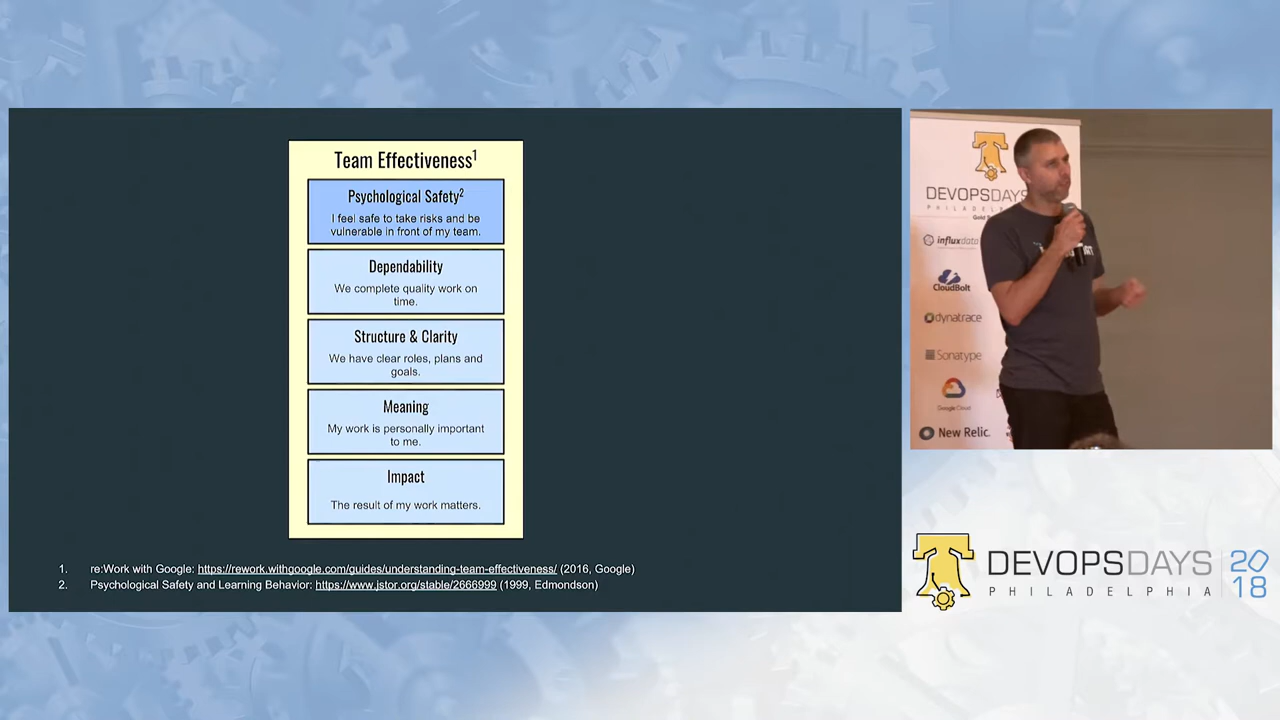 Team Effectiveness1
Psychological Safety2
I feel safe to take risks and be
vulnerable in front of my team.
Dependability
We complete quality work on
time.
Structure & Clarity
We have clear roles, plans and
goals.
Meaning
My work is personally important
to me.
Impact
The result of my work matters.
1. re:Work with Google: https://rework.withgoogle.com/guides/understanding-team-effectiveness/ (2016, Google)
2. Psychological Safety and Learning Behavior: https://www.jstor.org/stable/2666999 (1999, Edmondson)
DEVOPSDAYS
Gold
influxdata
CloudBolt
dynatrace
Sonatype
Google Cloud
New Relic.
DEVOPSDAYS
PHILADELPHIA
2018